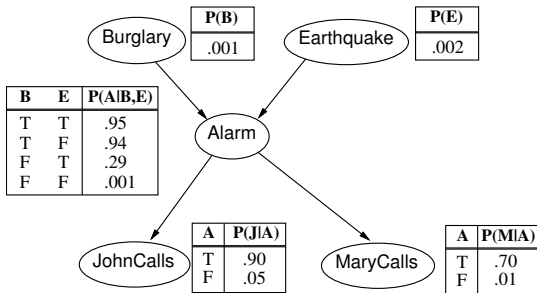 P(B)
Burglary
.001
P(E)
Earthquake
.002
B E P(A|B,E)
T T .95
T F .94
F T .29
F F .001
Alarm
A P(J|A)
T .90
F .05
JohnCalls
A P(M|A)
T .70
F .01
MaryCalls